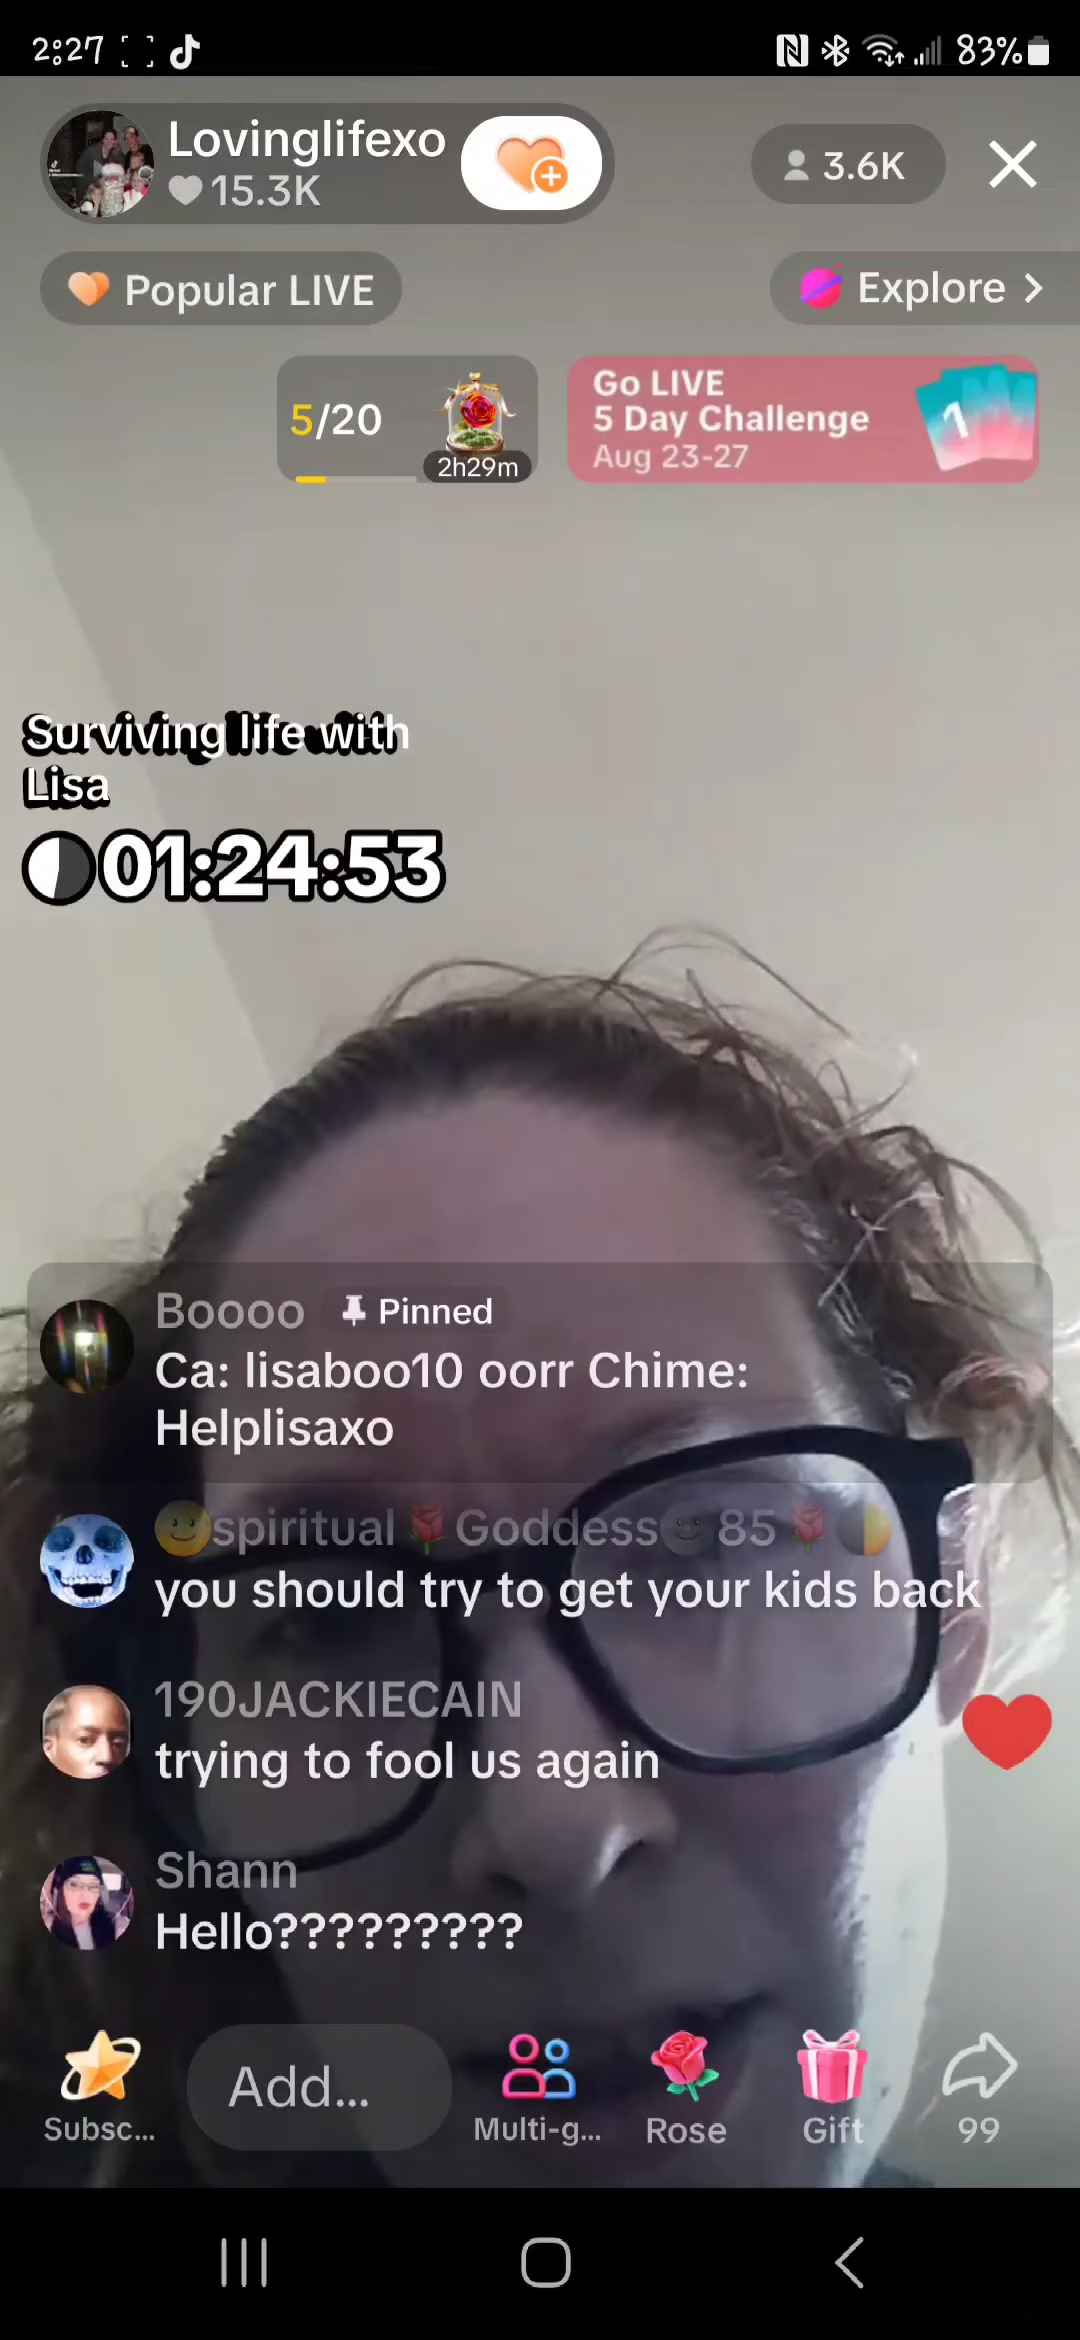 2:27
83%
Lovinglifexo
15.3K
3.6K
Popular LIVE
Explore
5/20
2h29m
Go LIVE
5 Day Challenge
Aug 23-27
1
Surviving life with
Lisa
01:24:53
Boooo Pinned
Ca: lisaboo10 oorr Chime:
Helplisaxo
spiritual🌹Goddess🌚85🌹🌗
you should try to get your kids back
190JACKIECAIN
trying to fool us again
Shann
Hello?????????
Add...
Subsc...
Multi-g...
Rose
Gift
99